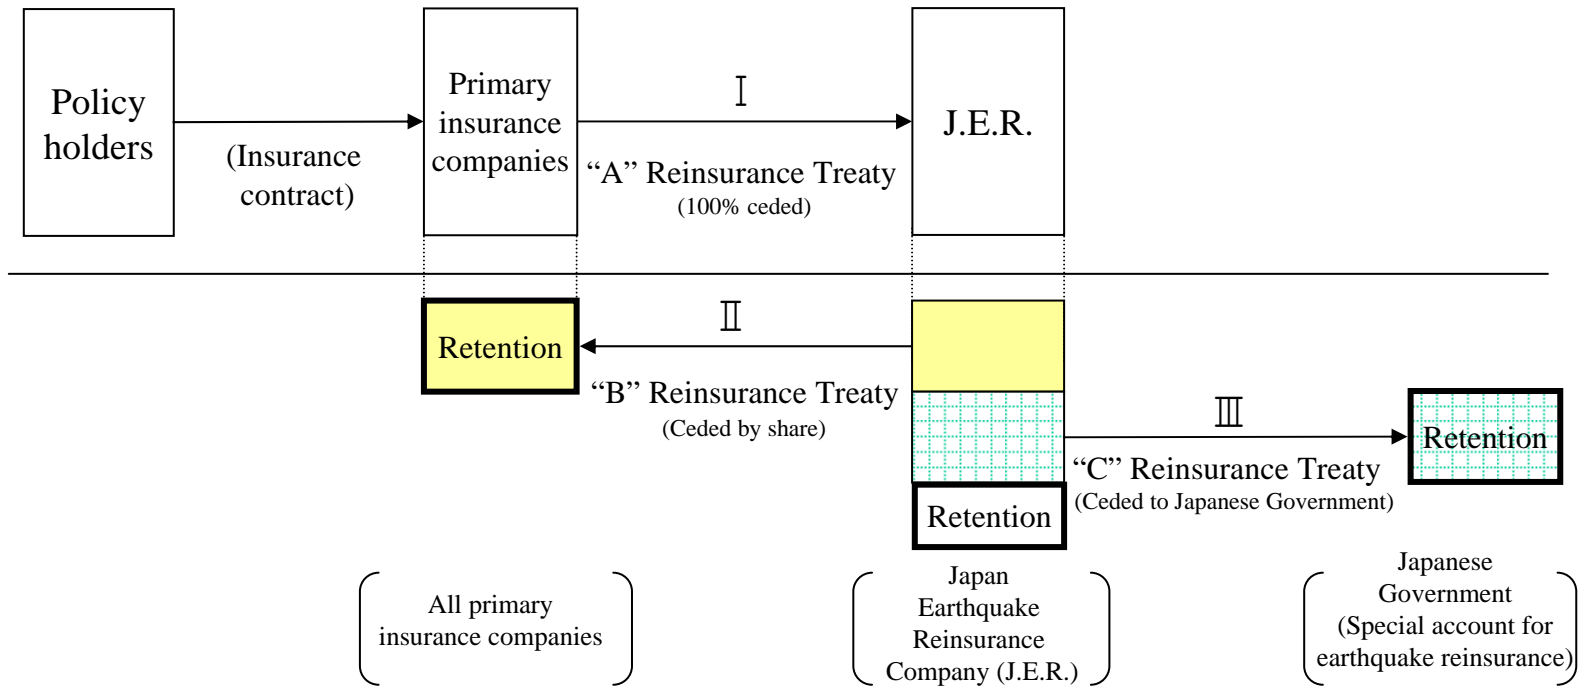 Policy
holders
(Insurance
contract)
Primary
insurance
companies
Ⅰ
“A” Reinsurance Treaty
(100% ceded)
J.E.R.
Retention
Ⅱ
“B” Reinsurance Treaty
(Ceded by share)
Retention
Ⅲ
“C” Reinsurance Treaty
(Ceded to Japanese Government)
Retention
All primary
insurance companies
Japan
Earthquake
Reinsurance
Company (J.E.R.)
Japanese
Government
(Special account for
earthquake reinsurance)